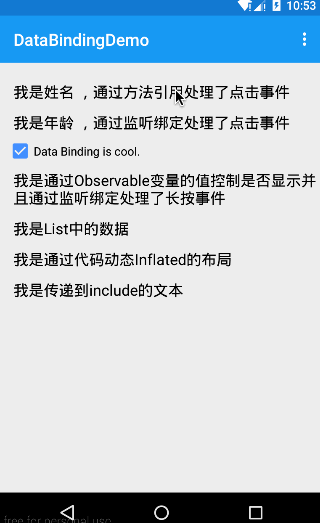 10:53
DataBindingDemo
我是姓名 ，通过方法引用处理了点击事件
我是年龄 ，通过监听绑定处理了点击事件
Data Binding is cool.
我是通过Observable变量的值控制是否显示并
且通过监听绑定处理了长按事件
我是List中的数据
我是通过代码动态Inflated的布局
我是传递到include的文本
free for personal use